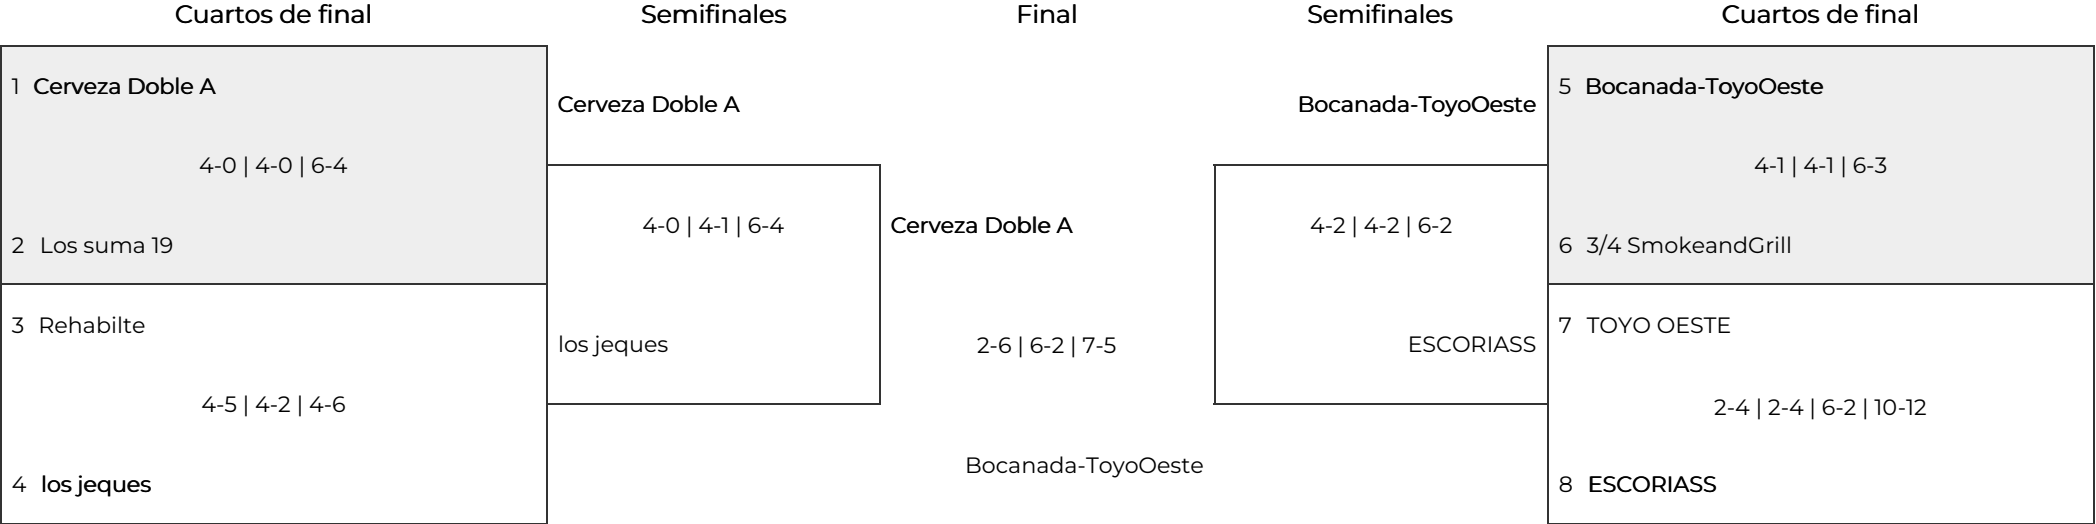 Cuartos de final
Semifinales
Final
Semifinales
Cuartos de final
1 Cerveza Doble A
4-0 | 4-0 | 6-4
2 Los suma 19
3 Rehabilte
4-5 | 4-2 | 4-6
4 los jeques
Cerveza Doble A
4-0 | 4-1 | 6-4
los jeques
Cerveza Doble A
2-6 | 6-2 | 7-5
Bocanada-ToyoOeste
Bocanada-ToyoOeste
4-2 | 4-2 | 6-2
ESCORIASS
5 Bocanada-ToyoOeste
4-1 | 4-1 | 6-3
6 3/4 SmokeandGrill
7 TOYO OESTE
2-4 | 2-4 | 6-2 | 10-12
8 ESCORIASS